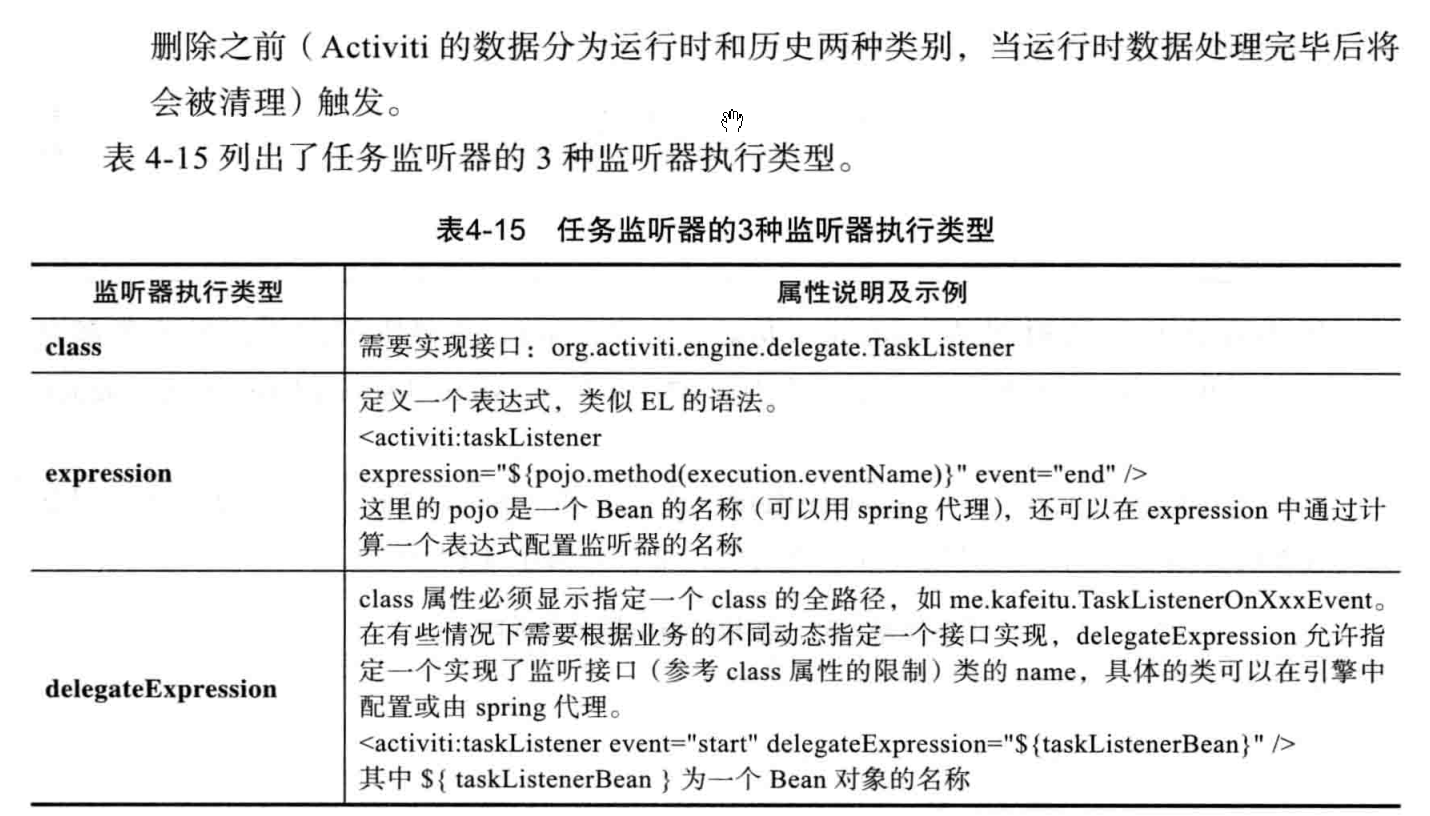 删除之前（Activiti 的数据分为运行时和历史两种类别，当运行时数据处理完毕后将
会被清理）触发。
表 4-15 列出了任务监听器的 3 种监听器执行类型。
表4-15 任务监听器的3种监听器执行类型
监听器执行类型
属性说明及示例
class
需要实现接口：org.activiti.engine.delegate.TaskListener
expression
定义一个表达式，类似 EL 的语法。
<activiti:taskListener
expression="${pojo.method(execution.eventName)}" event="end" />
这里的 pojo 是一个 Bean 的名称（可以用 spring 代理），还可以在 expression 中通过计
算一个表达式配置监听器的名称
delegateExpression
class 属性必须显示指定一个 class 的全路径，如 me.kafeitu.TaskListenerOnXxxEvent。
在有些情况下需要根据业务的不同动态指定一个接口实现，delegateExpression 允许指
定一个实现了监听接口（参考 class 属性的限制）类的 name，具体的类可以在引擎中
配置或由 spring 代理。
<activiti:taskListener event="start" delegateExpression="${taskListenerBean}" />
其中 ${ taskListenerBean } 为一个 Bean 对象的名称